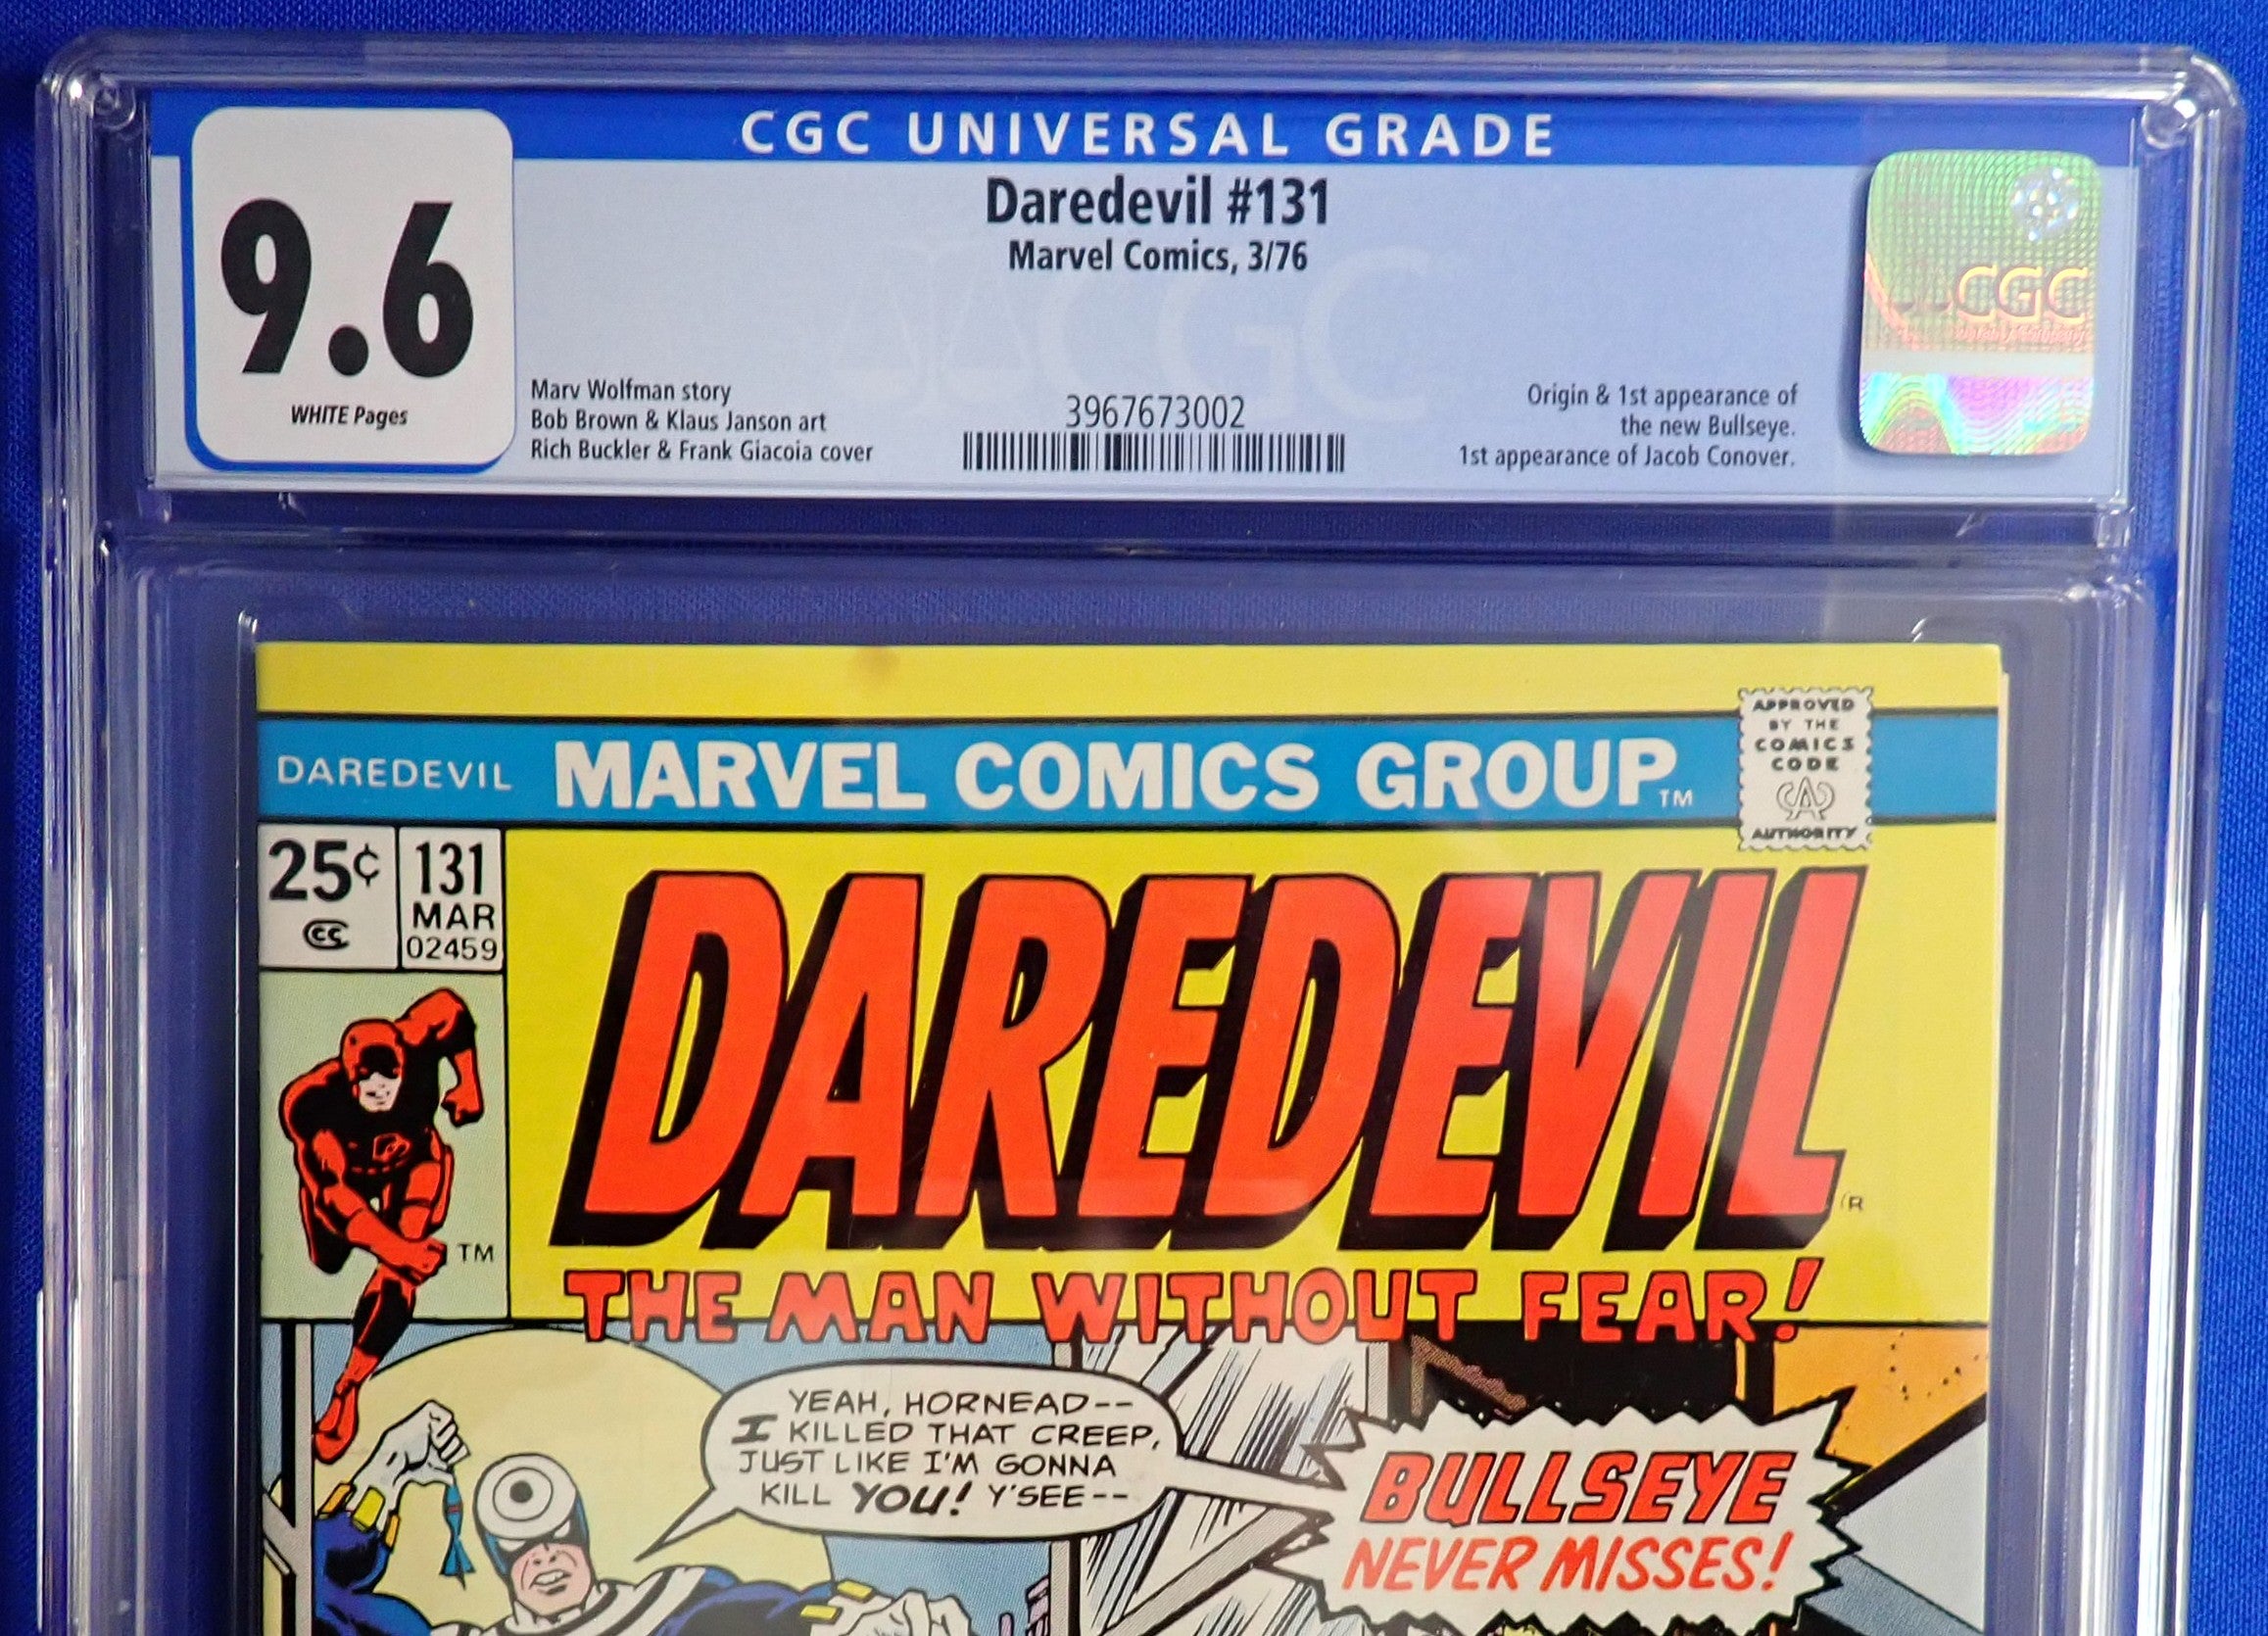 CGC UNIVERSAL GRADE
9.6
WHITE Pages
Daredevil #131
Marvel Comics, 3/76
Marv Wolfman story
Bob Brown & Klaus Janson art
Rich Buckler & Frank Giacoia cover
3967673002
Origin & 1st appearance of
the new Bullseye.
1st appearance of Jacob Conover.
CGC
CGC
DAREDEVIL MARVEL COMICS GROUP TM
APPROVED
BY THE
COMICS
CODE
CA
AUTHORITY
25¢
CC
131
MAR
02459
TM
DAREDEVIL
R
THE MAN WITHOUT FEAR!
YEAH, HORNEAD--
I KILLED THAT CREEP,
JUST LIKE I'M GONNA
KILL YOU! Y'SEE--
BULLSEYE
NEVER MISSES!